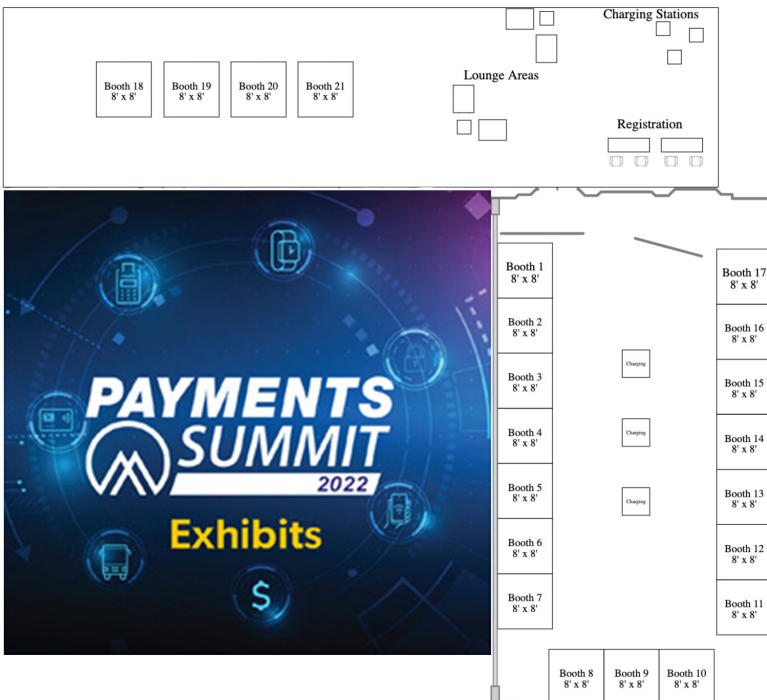 Charging Stations
Lounge Areas
Booth 18
8' x 8'
Booth 19
8' x 8'
Booth 20
8' x 8'
Booth 21
8' x 8'
Registration
PAYMENTS
SUMMIT
2022
Exhibits
$
Booth 1
8' x 8'
Booth 2
8' x 8'
Booth 3
8' x 8'
Booth 4
8' x 8'
Booth 5
8' x 8'
Booth 6
8' x 8'
Booth 7
8' x 8'
Charging
Charging
Charging
Booth 17
8' x 8'
Booth 16
8' x 8'
Booth 15
8' x 8'
Booth 14
8' x 8'
Booth 13
8' x 8'
Booth 12
8' x 8'
Booth 11
8' x 8'
Booth 8
8' x 8'
Booth 9
8' x 8'
Booth 10
8' x 8'